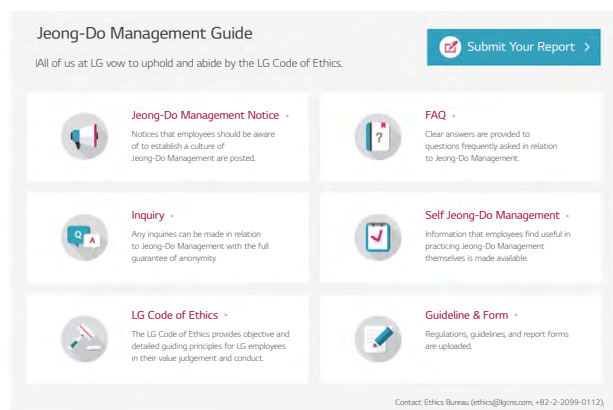 Jeong-Do Management Guide
lAll of us at LG vow to uphold and abide by the LG Code of Ethics.
Submit Your Report >
Jeong-Do Management Notice
Notices that employees should be aware
of to establish a culture of
Jeong-Do Management are posted.
FAQ
Clear answers are provided to
questions frequently asked in relation
to Jeong-Do Management.
?
Inquiry
Any inquiries can be made in relation
to Jeong-Do Management with the full
guarantee of anonymity.
Q
A
Self Jeong-Do Management
Information that employees find useful in
practicing Jeong-Do Management
themselves is made available.
LG Code of Ethics
The LG Code of Ethics provides objective and
detailed guiding principles for LG employees
in their value judgement and conduct.
Guideline & Form
Regulations, guidelines, and report forms
are uploaded.
Contact: Ethics Bureau (ethics@lgcns.com, +82-2-2099-0112)